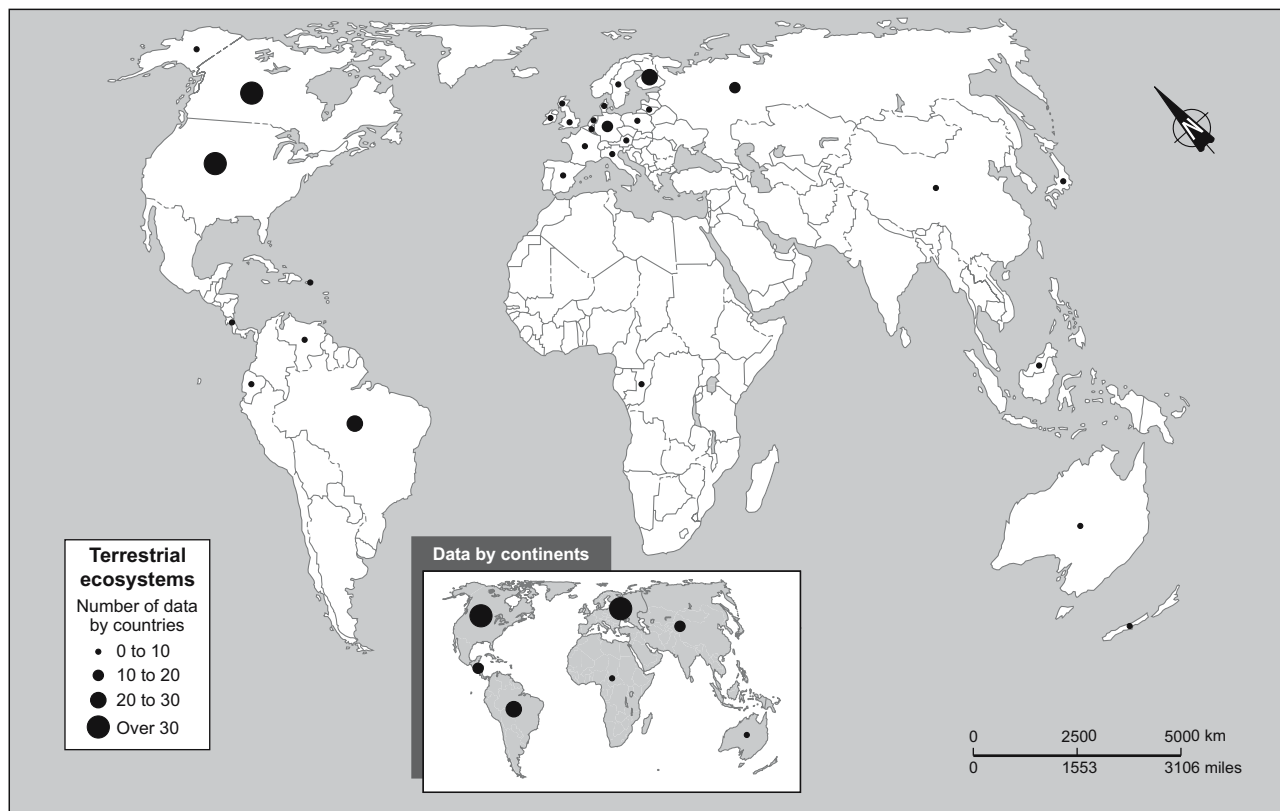 N
Terrestrial
ecosystems
Number of data
by countries
0 to 10
10 to 20
20 to 30
Over 30
Data by continents
0 2500 5000 km
0 1553 3106 miles